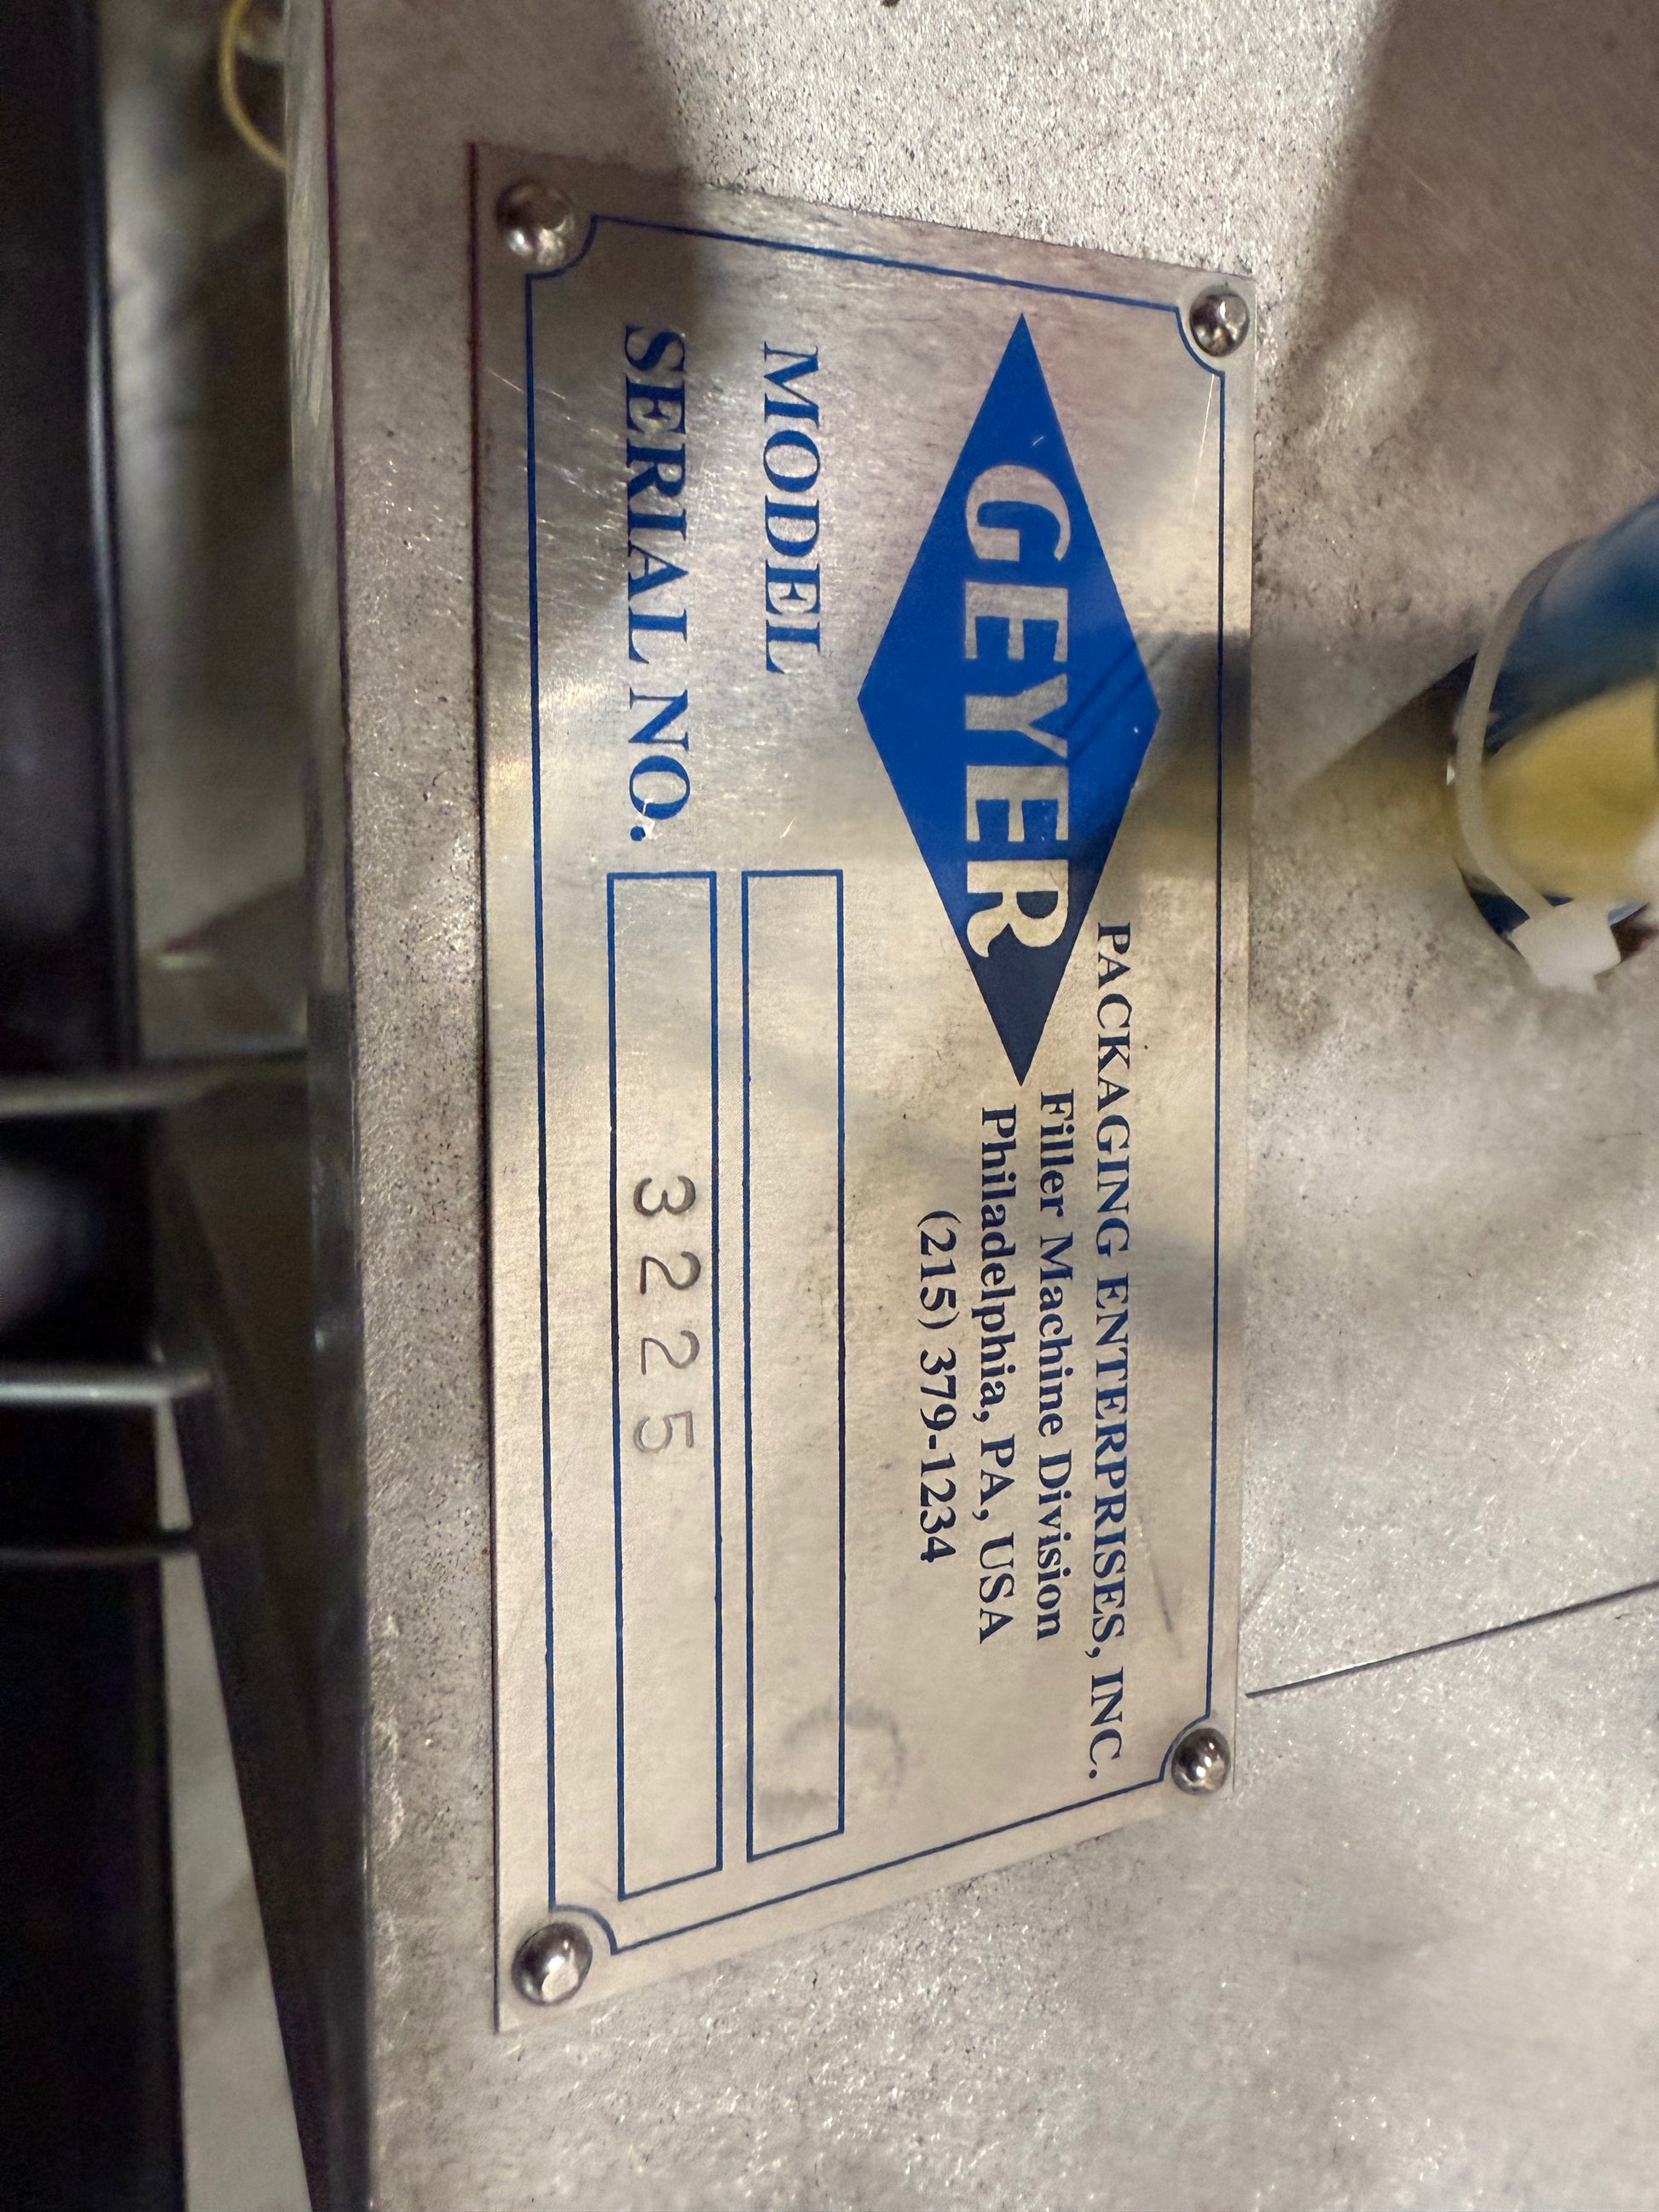 GEYER
PACKAGING ENTERPRISES, INC.
Filler Machine Division
Philadelphia, PA, USA
(215) 379-1234
MODEL
SERIAL NO. 3225